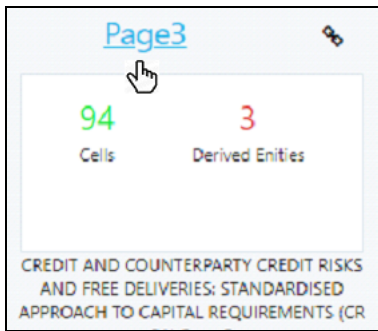 Page3
94 3
Cells Derived Enities
CREDIT AND COUNTERPARTY CREDIT RISKS
AND FREE DELIVERIES: STANDARDISED
APPROACH TO CAPITAL REQUIREMENTS (CR